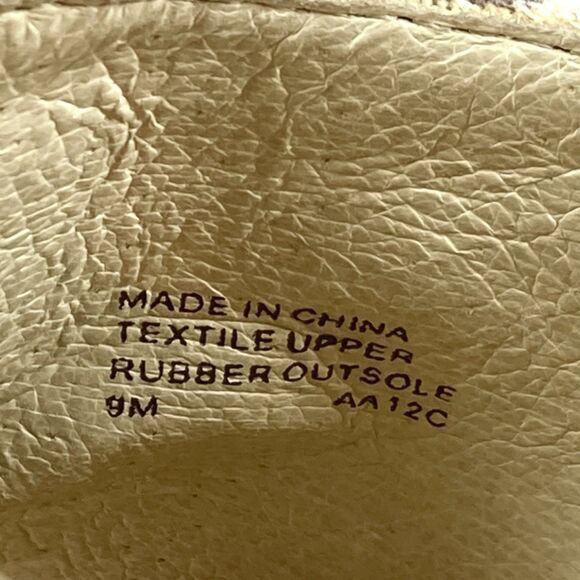 MADE IN CHINA
TEXTILE UPPER
RUBBER OUTSOLE
9M AA12C